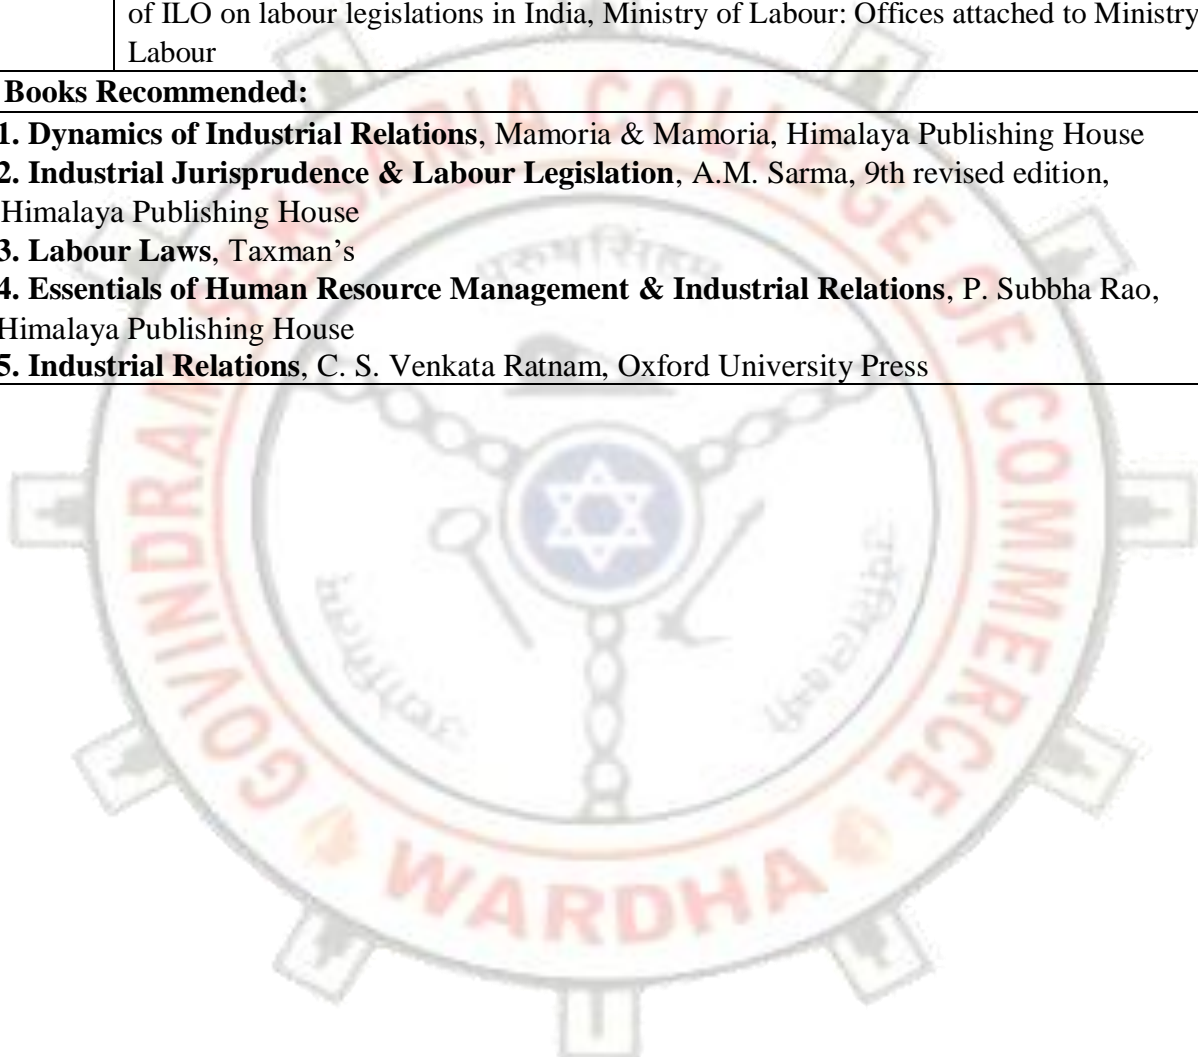 of ILO on labour legislations in India, Ministry of Labour: Offices attached to Ministry
Labour
Books Recommended:
1. Dynamics of Industrial Relations, Mamoria & Mamoria, Himalaya Publishing House
2. Industrial Jurisprudence & Labour Legislation, A.M. Sarma, 9th revised edition,
Himalaya Publishing House
3. Labour Laws, Taxman’s
4. Essentials of Human Resource Management & Industrial Relations, P. Subbha Rao,
Himalaya Publishing House
5. Industrial Relations, C. S. Venkata Ratnam, Oxford University Press
GOVINDRAM SEKSARIA COLLEGE OF COMMERCE
WARDHA